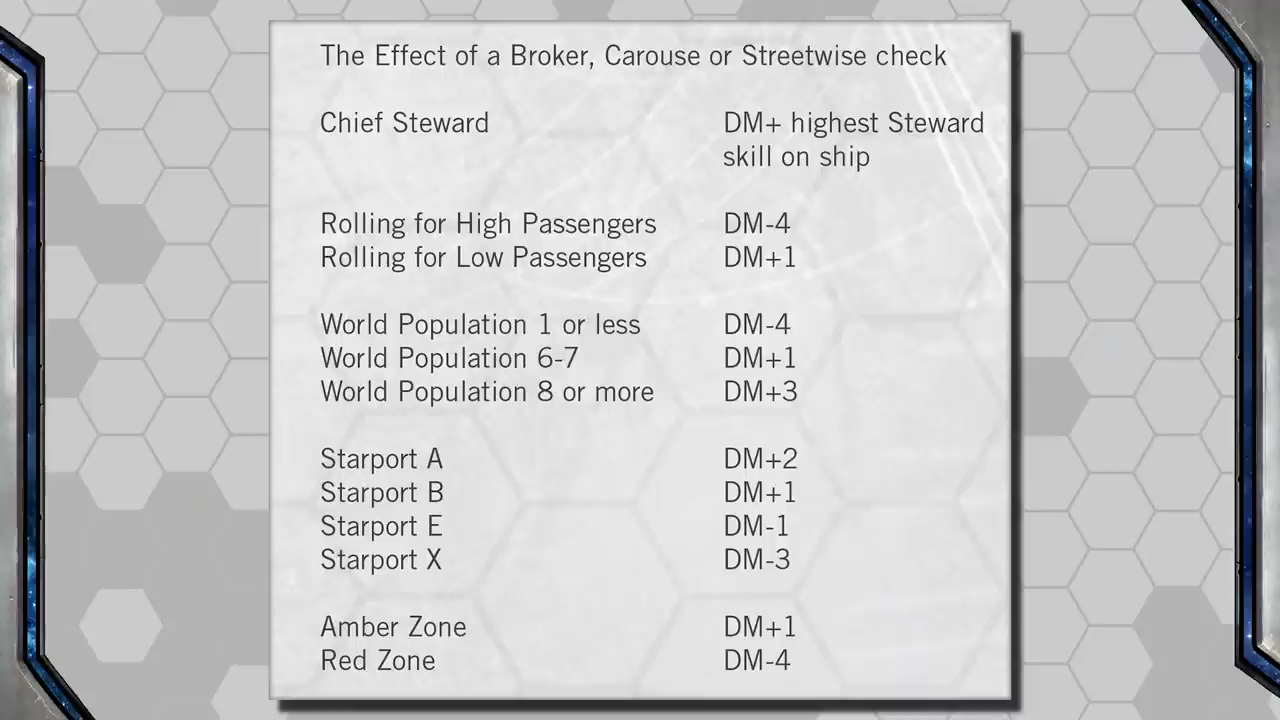 The Effect of a Broker, Carouse or Streetwise check
Chief Steward DM+ highest Steward
skill on ship
Rolling for High Passengers DM-4
Rolling for Low Passengers DM+1
World Population 1 or less DM-4
World Population 6-7 DM+1
World Population 8 or more DM+3
Starport A DM+2
Starport B DM+1
Starport E DM-1
Starport X DM-3
Amber Zone DM+1
Red Zone DM-4